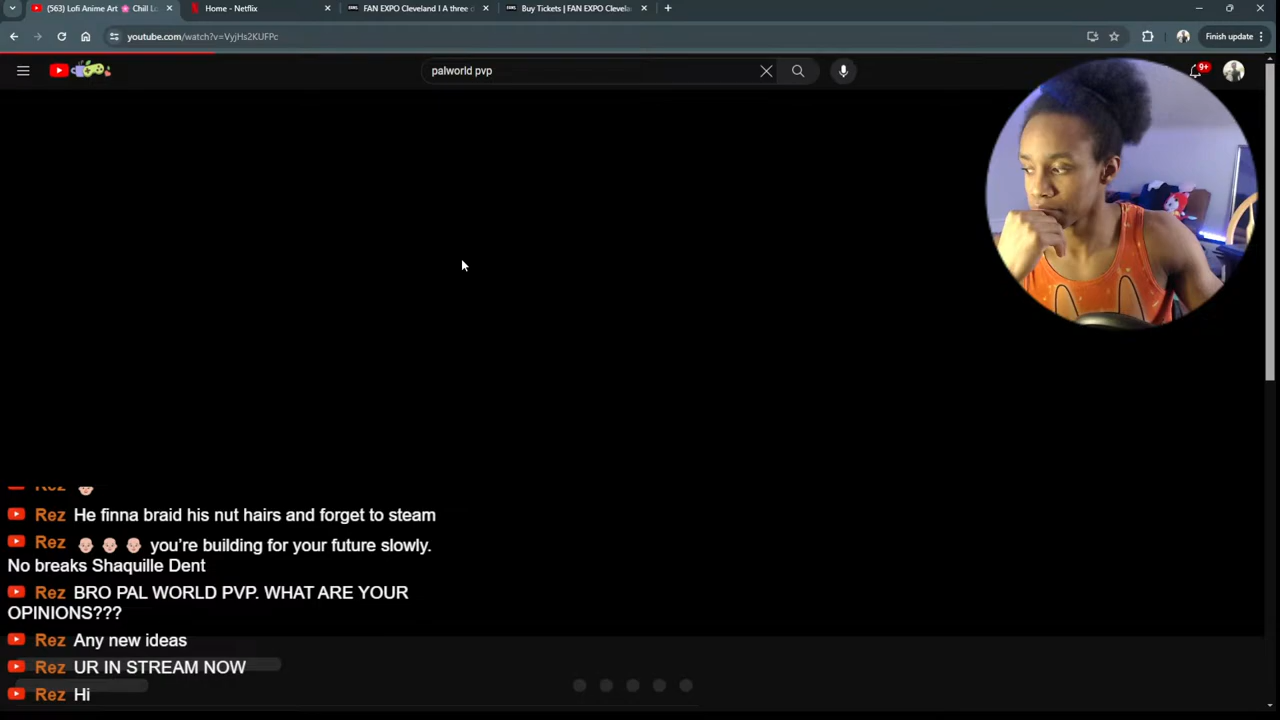 (563) Lofi Anime Art 🌸 Chill Lo
Home - Netflix
FAN EXPO Cleveland | A three d
Buy Tickets | FAN EXPO Clevela
youtube.com/watch?v=VyjHs2KUFPc
Finish update
palworld pvp
9+
Rez 👨🏻‍🦲
Rez He finna braid his nut hairs and forget to steam
Rez 👨🏻‍🦲 👨🏻‍🦲 👨🏻‍🦲 you're building for your future slowly.
No breaks Shaquille Dent
Rez BRO PAL WORLD PVP. WHAT ARE YOUR
OPINIONS???
Rez Any new ideas
Rez UR IN STREAM NOW
Rez Hi